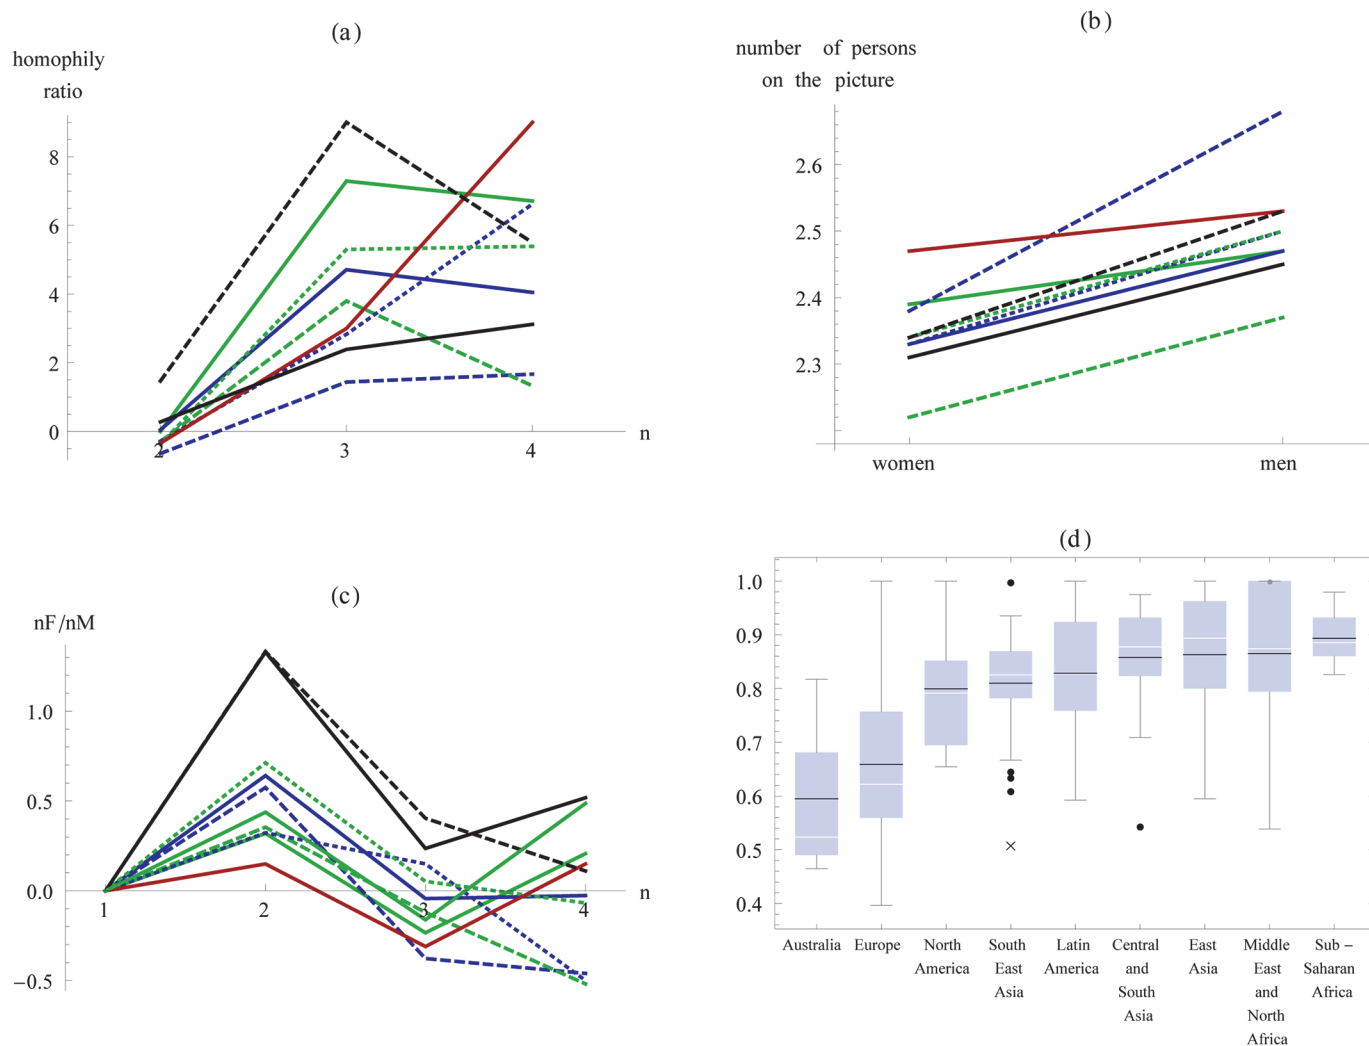 (a)
homophily
ratio
8
6
4
2
0
2
3
4
n
(b)
number of persons
on the picture
2.6
2.5
2.4
2.3
women
men
(c)
nF/nM
1.0
0.5
0.0
−0.5
1
2
3
4
n
(d)
1.0
0.9
0.8
0.7
0.6
0.5
0.4
Australia
Europe
North
America
South
East
Asia
Latin
America
Central
and
South
Asia
East
Asia
Middle
East
and
North
Africa
Sub –
Saharan
Africa